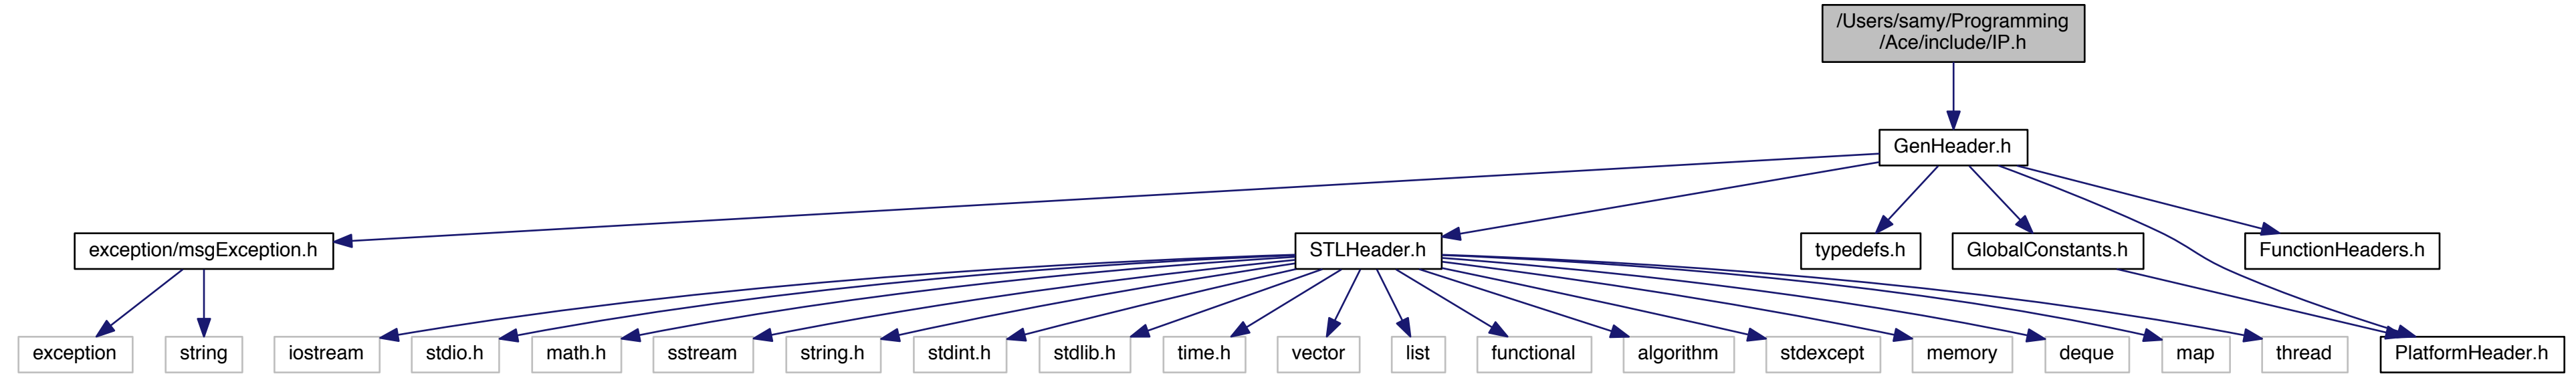 /Users/samy/Programming
/Ace/include/IP.h
GenHeader.h
exception/msgException.h
STLHeader.h
typedefs.h
GlobalConstants.h
FunctionHeaders.h
exception
string
iostream
stdio.h
math.h
sstream
string.h
stdint.h
stdlib.h
time.h
vector
list
functional
algorithm
stdexcept
memory
deque
map
thread
PlatformHeader.h